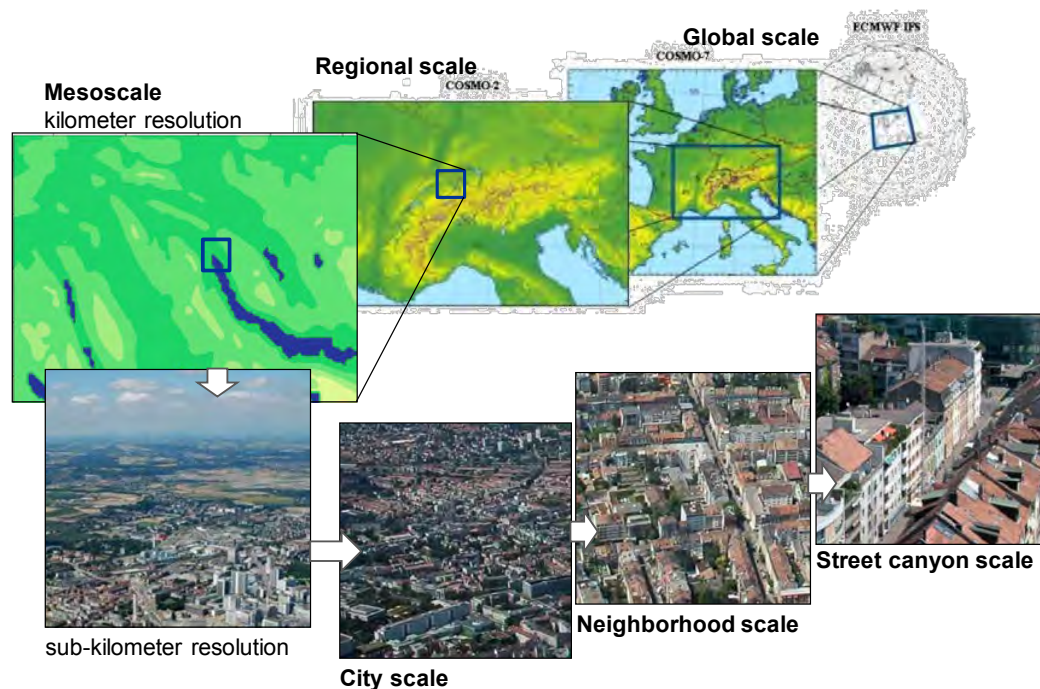 ECMWF IFS
Global scale
COSMO-7
Regional scale
COSMO-2
Mesoscale
kilometer resolution
Street canyon scale
Neighborhood scale
sub-kilometer resolution
City scale